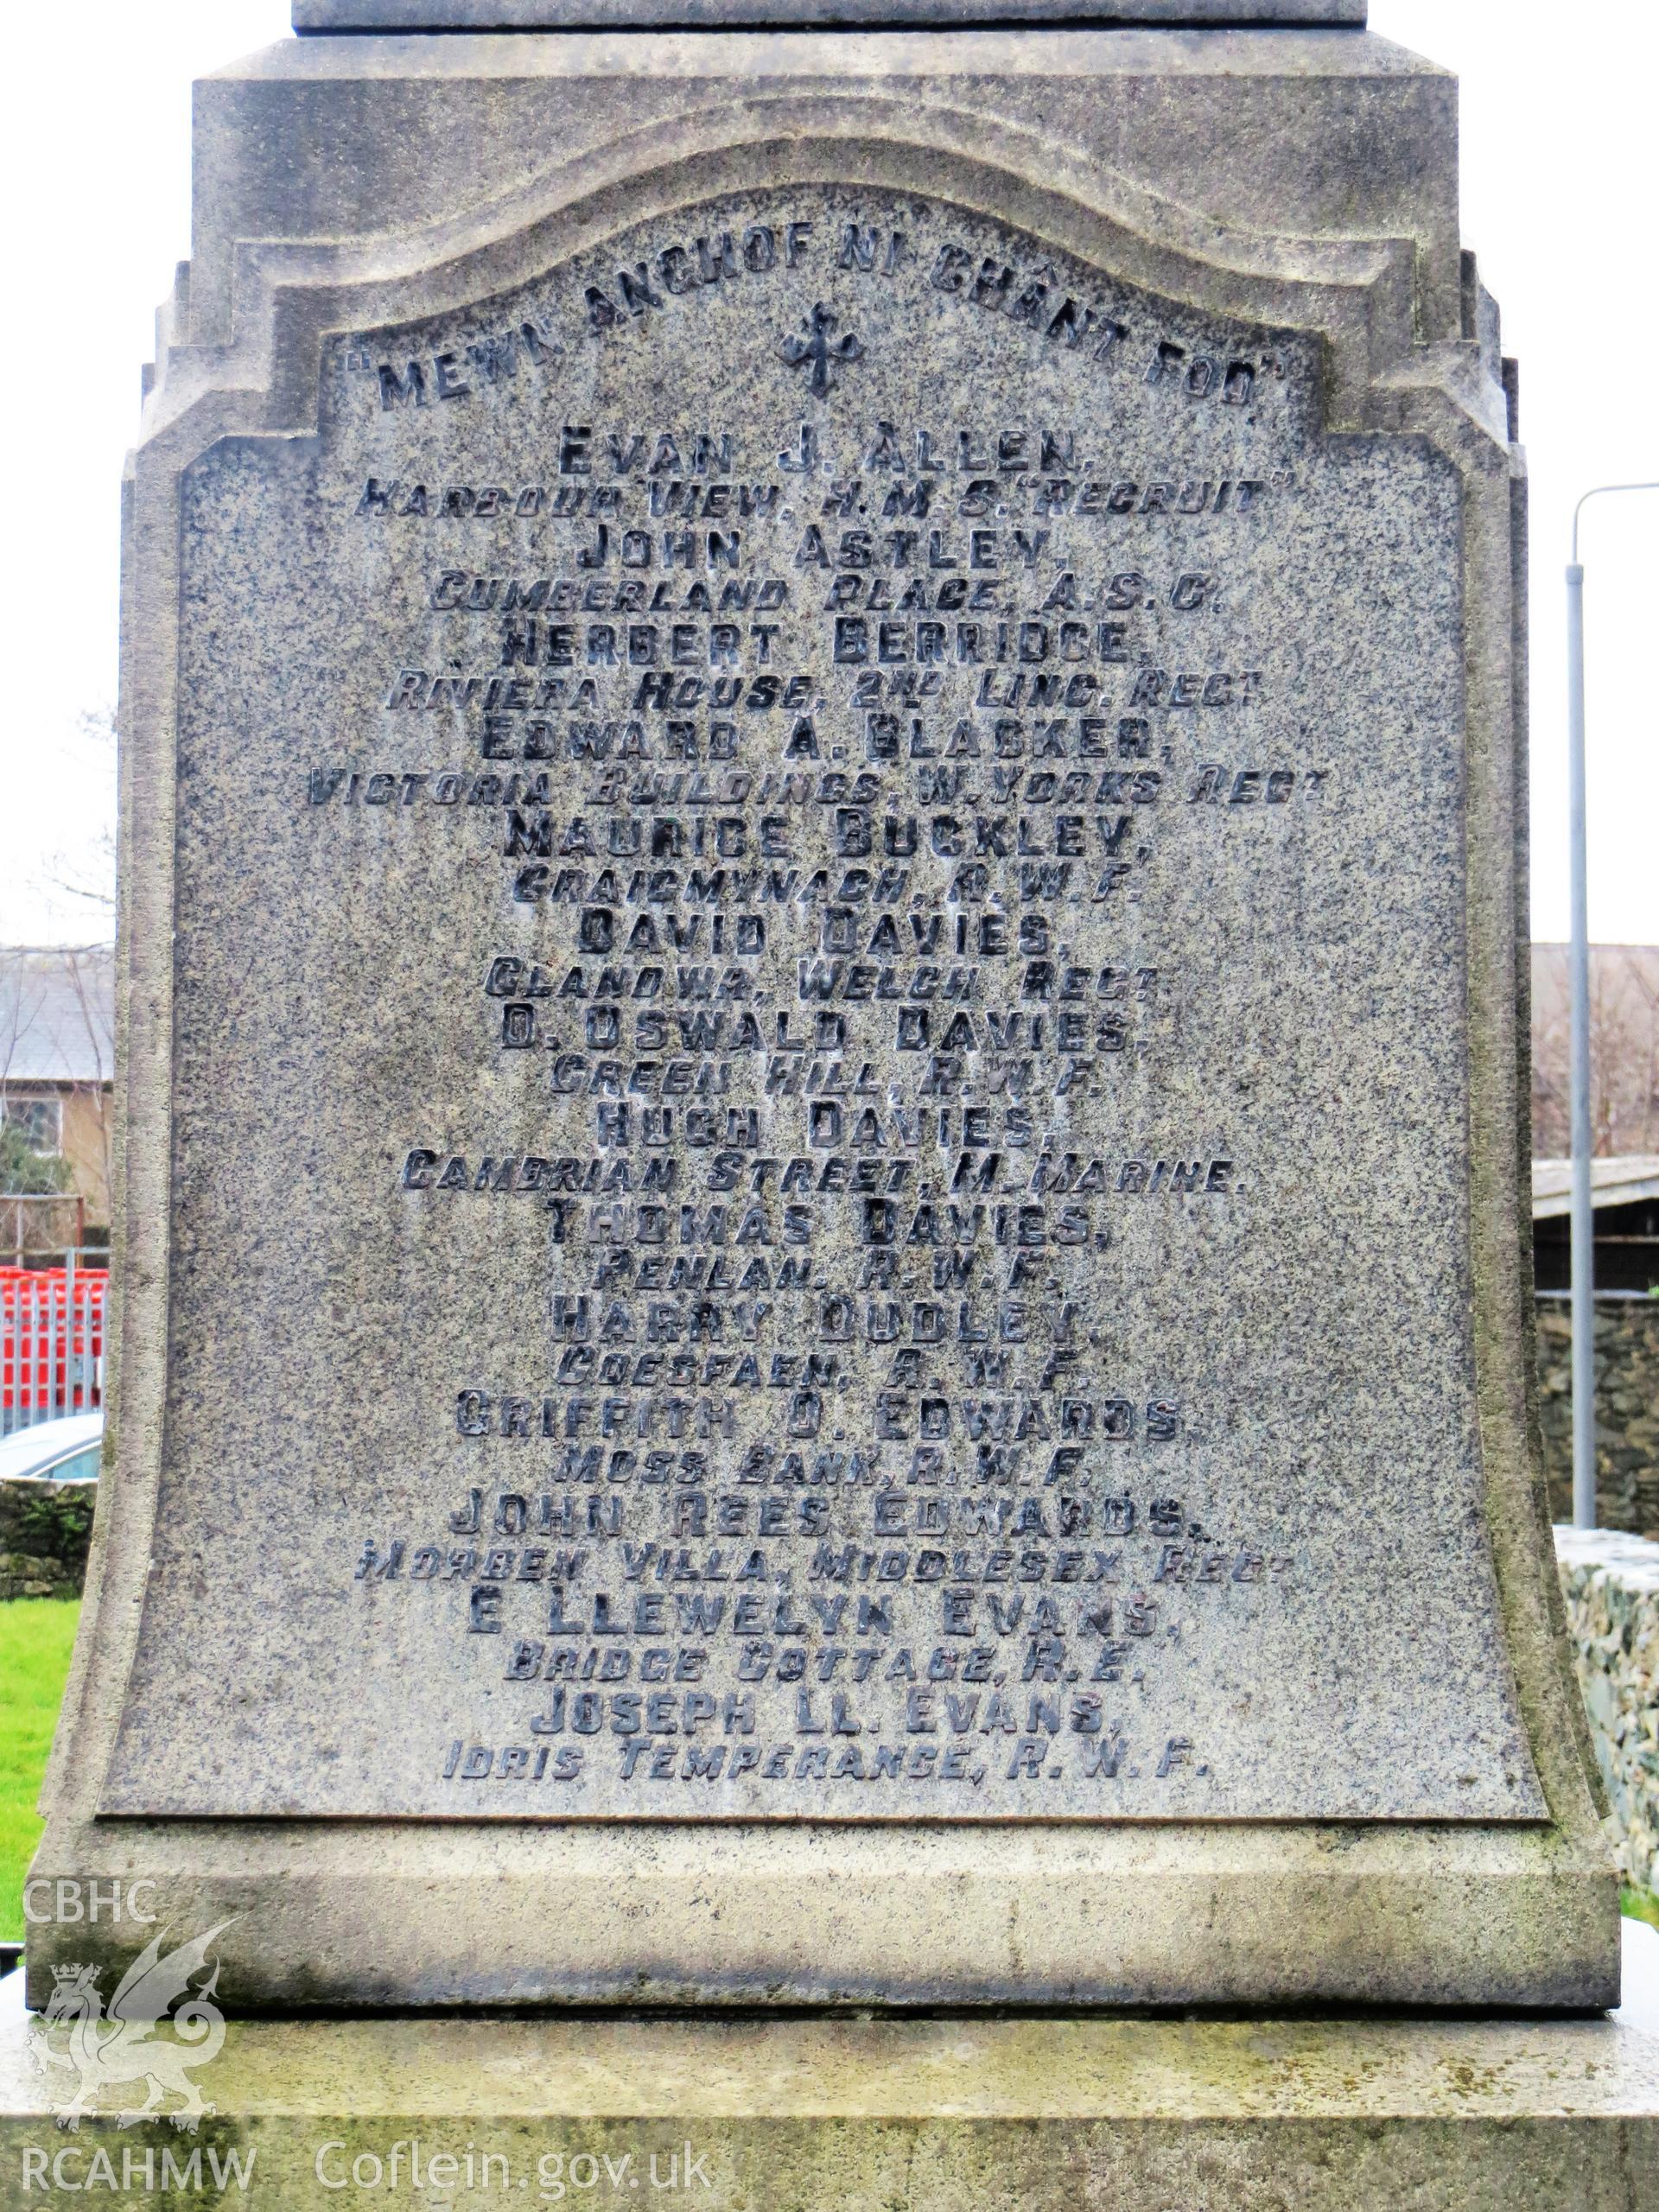 "MEWN ANGHOF NI CHÂNT FOD"
EVAN J. ALLEN,
HARBOUR VIEW, H.M.S. "RECRUIT"
JOHN ASTLEY,
CUMBERLAND PLACE, A.S.C.
HERBERT BERRIDGE,
RIVIERA HOUSE, 2ND LINC. REGT
EDWARD A. BLACKER,
VICTORIA BUILDINGS, W. YORKS REGT
MAURICE BUCKLEY,
CRAIGMYNACH, R.W.F.
DAVID DAVIES,
GLANDWR, WELCH REGT
D. OSWALD DAVIES,
GREEN HILL, R.W.F.
HUGH DAVIES,
CAMBRIAN STREET, M. MARINE.
THOMAS DAVIES,
PENLAN, R.W.F.
HARRY DUDLEY,
COESFAEN, R.W.F.
GRIFFITH O. EDWARDS,
MOSS BANK, R.W.F.
JOHN REES EDWARDS,
MORBEN VILLA, MIDDLESEX REGT
E LLEWELYN EVANS,
BRIDGE COTTAGE, R.E.
JOSEPH LL. EVANS,
IDRIS TEMPERANCE, R.W.F.
CBHC
RCAHMW Coflein.gov.uk